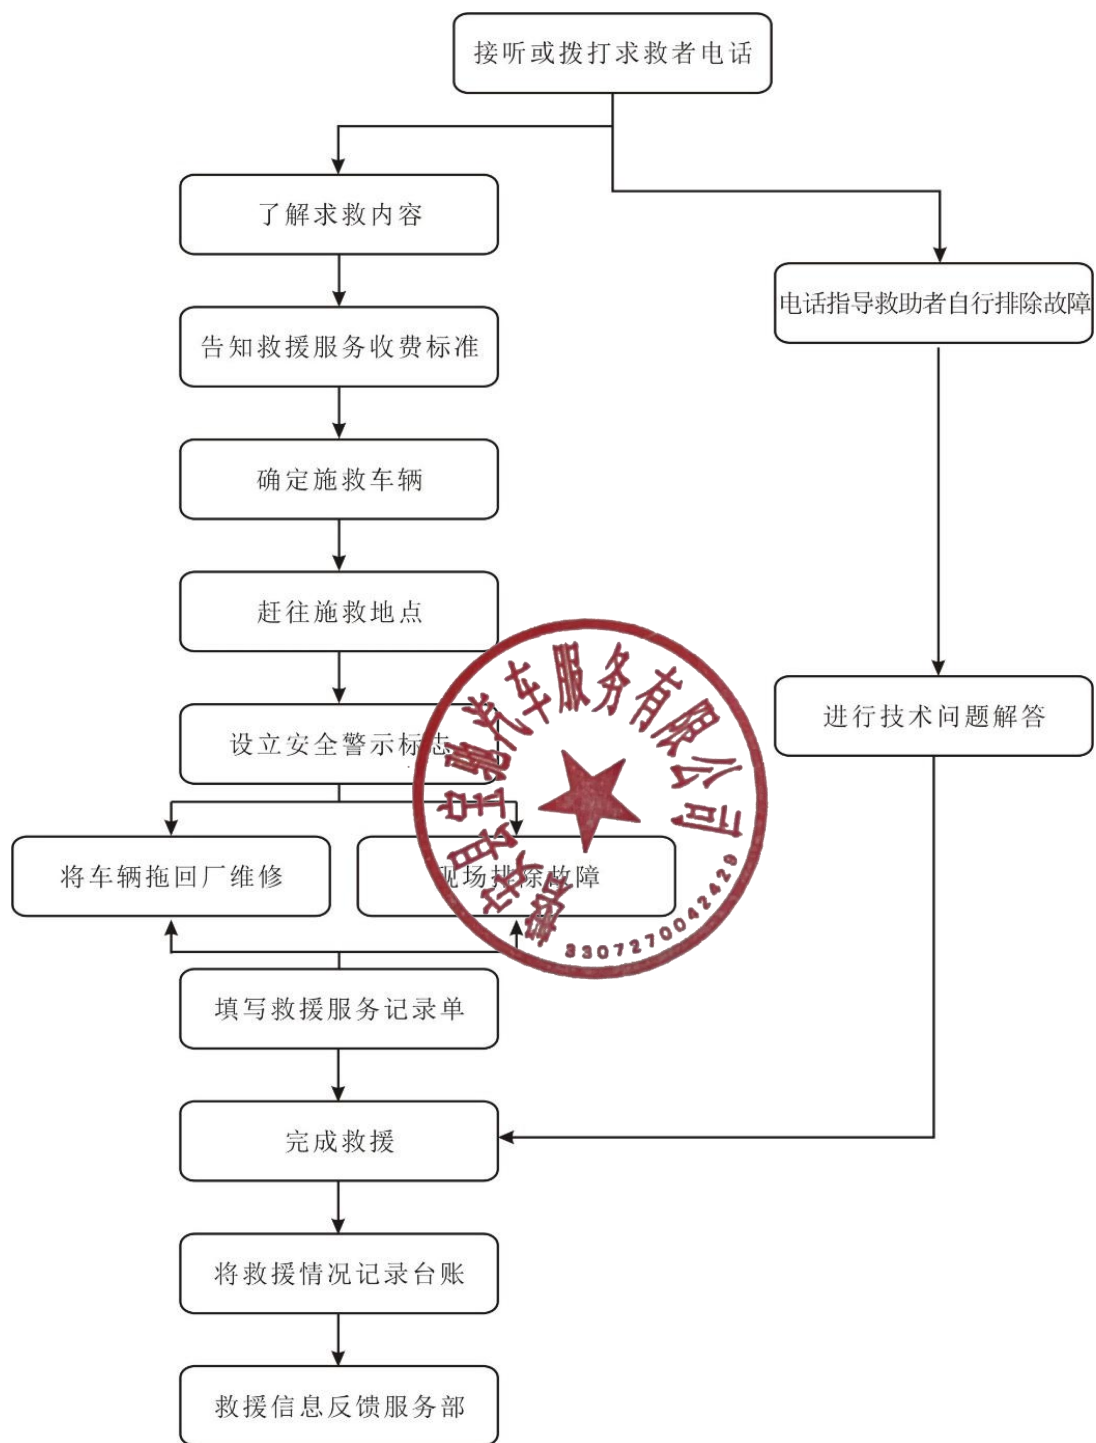 接听或拨打求救者电话
了解求救内容
电话指导救助者自行排除故障
告知救援服务收费标准
确定施救车辆
赶往施救地点
设立安全警示标志
进行技术问题解答
将车辆拖回厂维修
现场排除故障
填写救援服务记录单
完成救援
将救援情况记录台账
救援信息反馈服务部
磐安县宝驰汽车服务有限公司
3307270042429